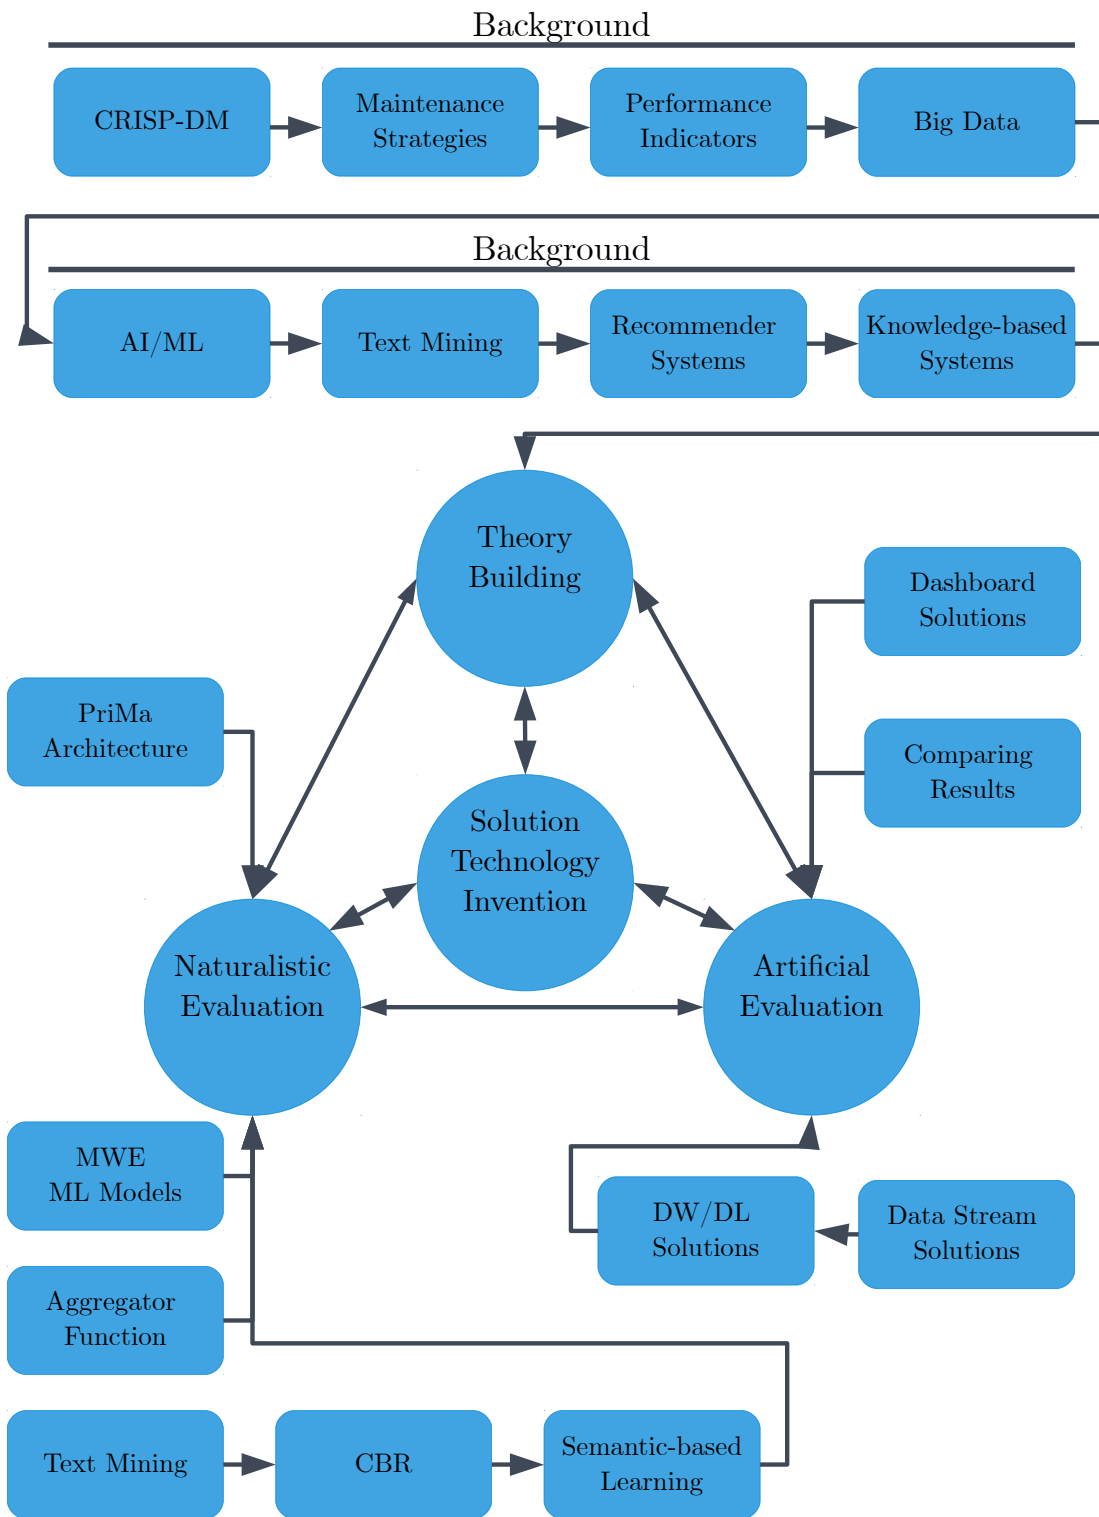 Background
CRISP-DM
Maintenance
Strategies
Performance
Indicators
Big Data
Background
AI/ML
Text Mining
Recommender
Systems
Knowledge-based
Systems
Theory
Building
Dashboard
Solutions
PriMa
Architecture
Comparing
Results
Solution
Technology
Invention
Naturalistic
Evaluation
Artificial
Evaluation
MWE
ML Models
DW/DL
Solutions
Data Stream
Solutions
Aggregator
Function
Text Mining
CBR
Semantic-based
Learning